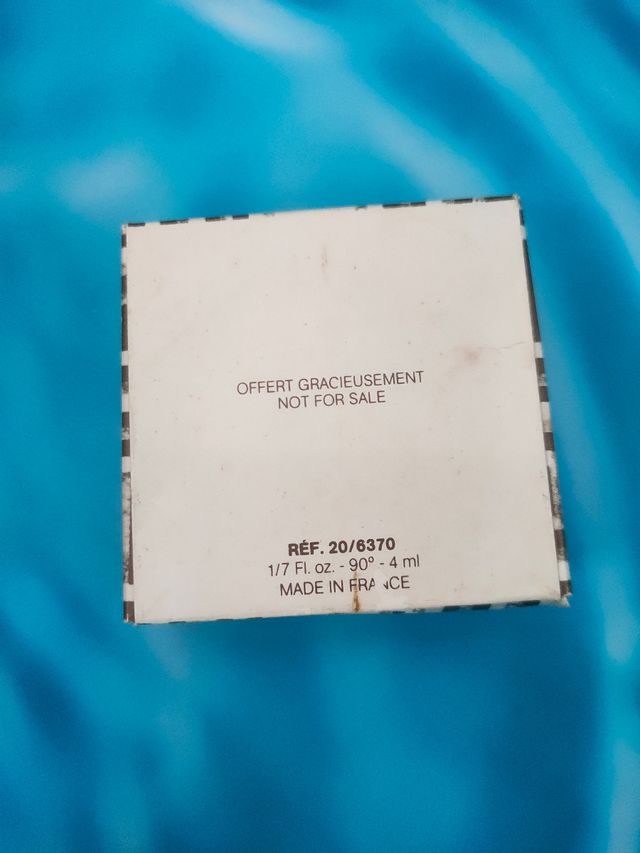 OFFERT GRACIEUSEMENT
NOT FOR SALE
RÉF. 20/6370
1/7 Fl. oz. - 90° - 4 ml
MADE IN FRANCE